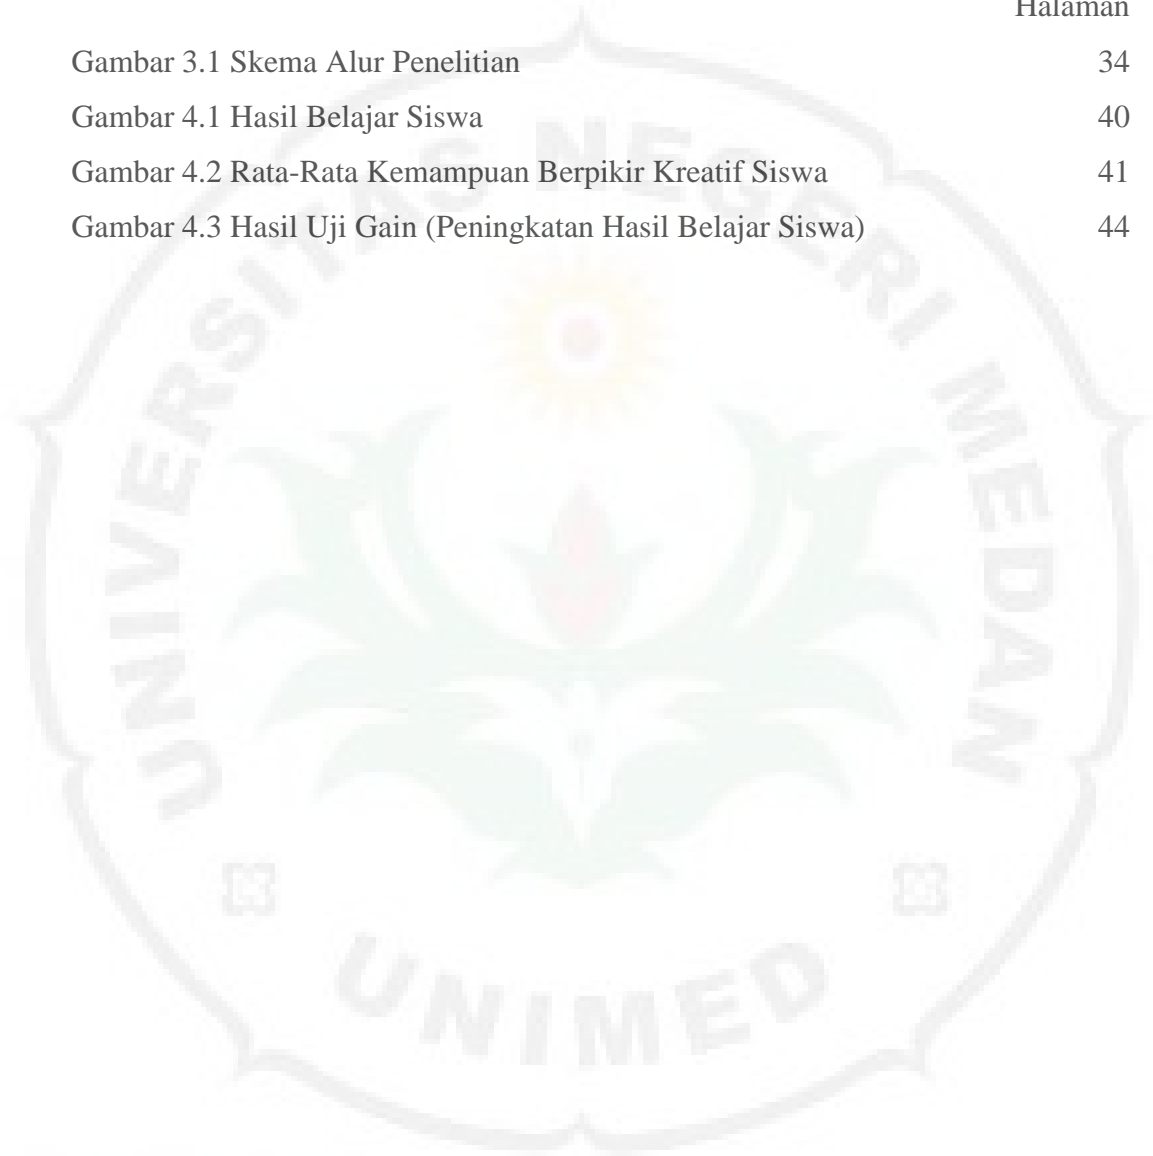 Halaman
Gambar 3.1 Skema Alur Penelitian 34
Gambar 4.1 Hasil Belajar Siswa 40
Gambar 4.2 Rata-Rata Kemampuan Berpikir Kreatif Siswa 41
Gambar 4.3 Hasil Uji Gain (Peningkatan Hasil Belajar Siswa) 44
UNIVERSITAS NEGERI MEDAN
UNIMED